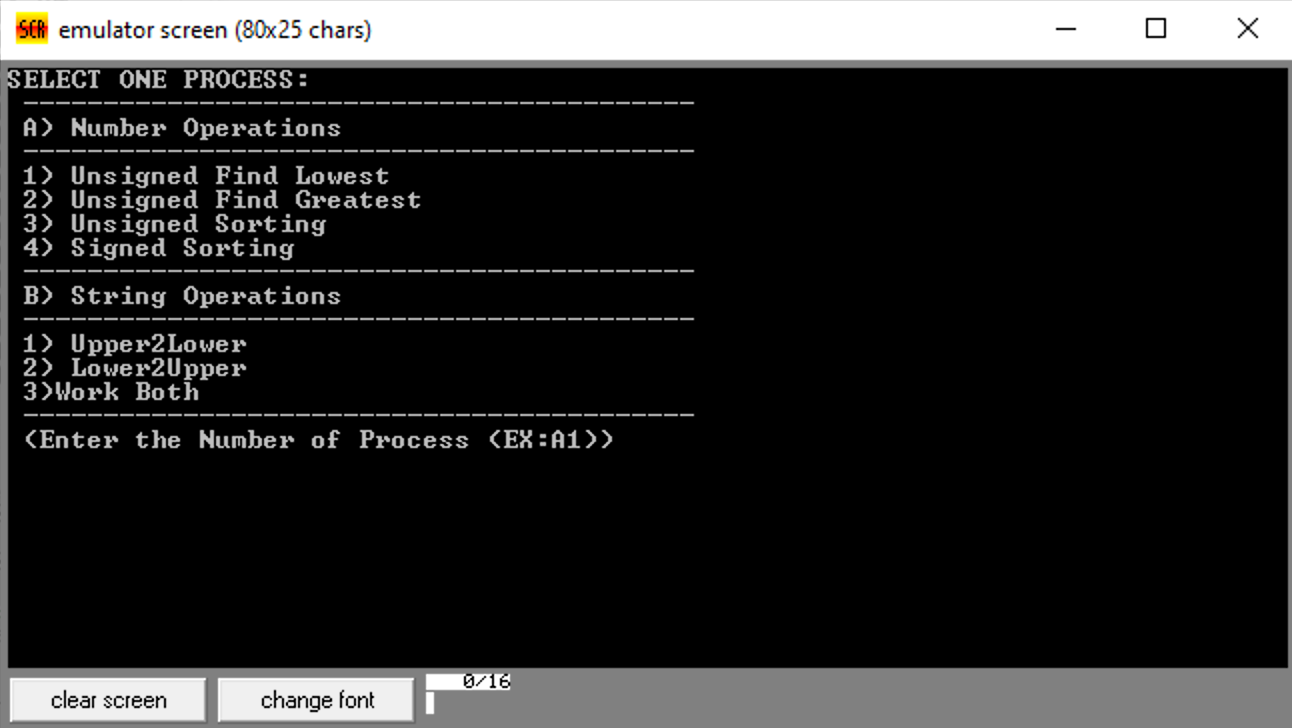 SCR emulator screen (80x25 chars)
SELECT ONE PROCESS:
------------------------------------------
A) Number Operations
------------------------------------------
1) Unsigned Find Lowest
2) Unsigned Find Greatest
3) Unsigned Sorting
4) Signed Sorting
------------------------------------------
B) String Operations
------------------------------------------
1) Upper2Lower
2) Lower2Upper
3)Work Both
------------------------------------------
(Enter the Number of Process (EX:A1))
clear screen
change font
0/16